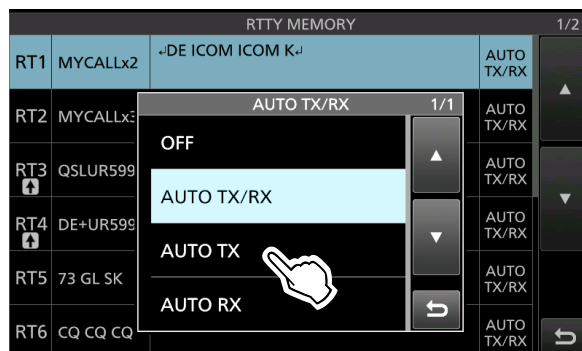 RTTY MEMORY 1/2
RT1 MYCALLx2 ↲DE ICOM ICOM K↲ AUTO TX/RX
RT2 MYCALLx3 AUTO TX/RX
RT3 QSLUR599 AUTO TX/RX
RT4 DE+UR599 AUTO TX/RX
RT5 73 GL SK AUTO TX/RX
RT6 CQ CQ CQ AUTO TX/RX
AUTO TX/RX 1/1
OFF
AUTO TX/RX
AUTO TX
AUTO RX